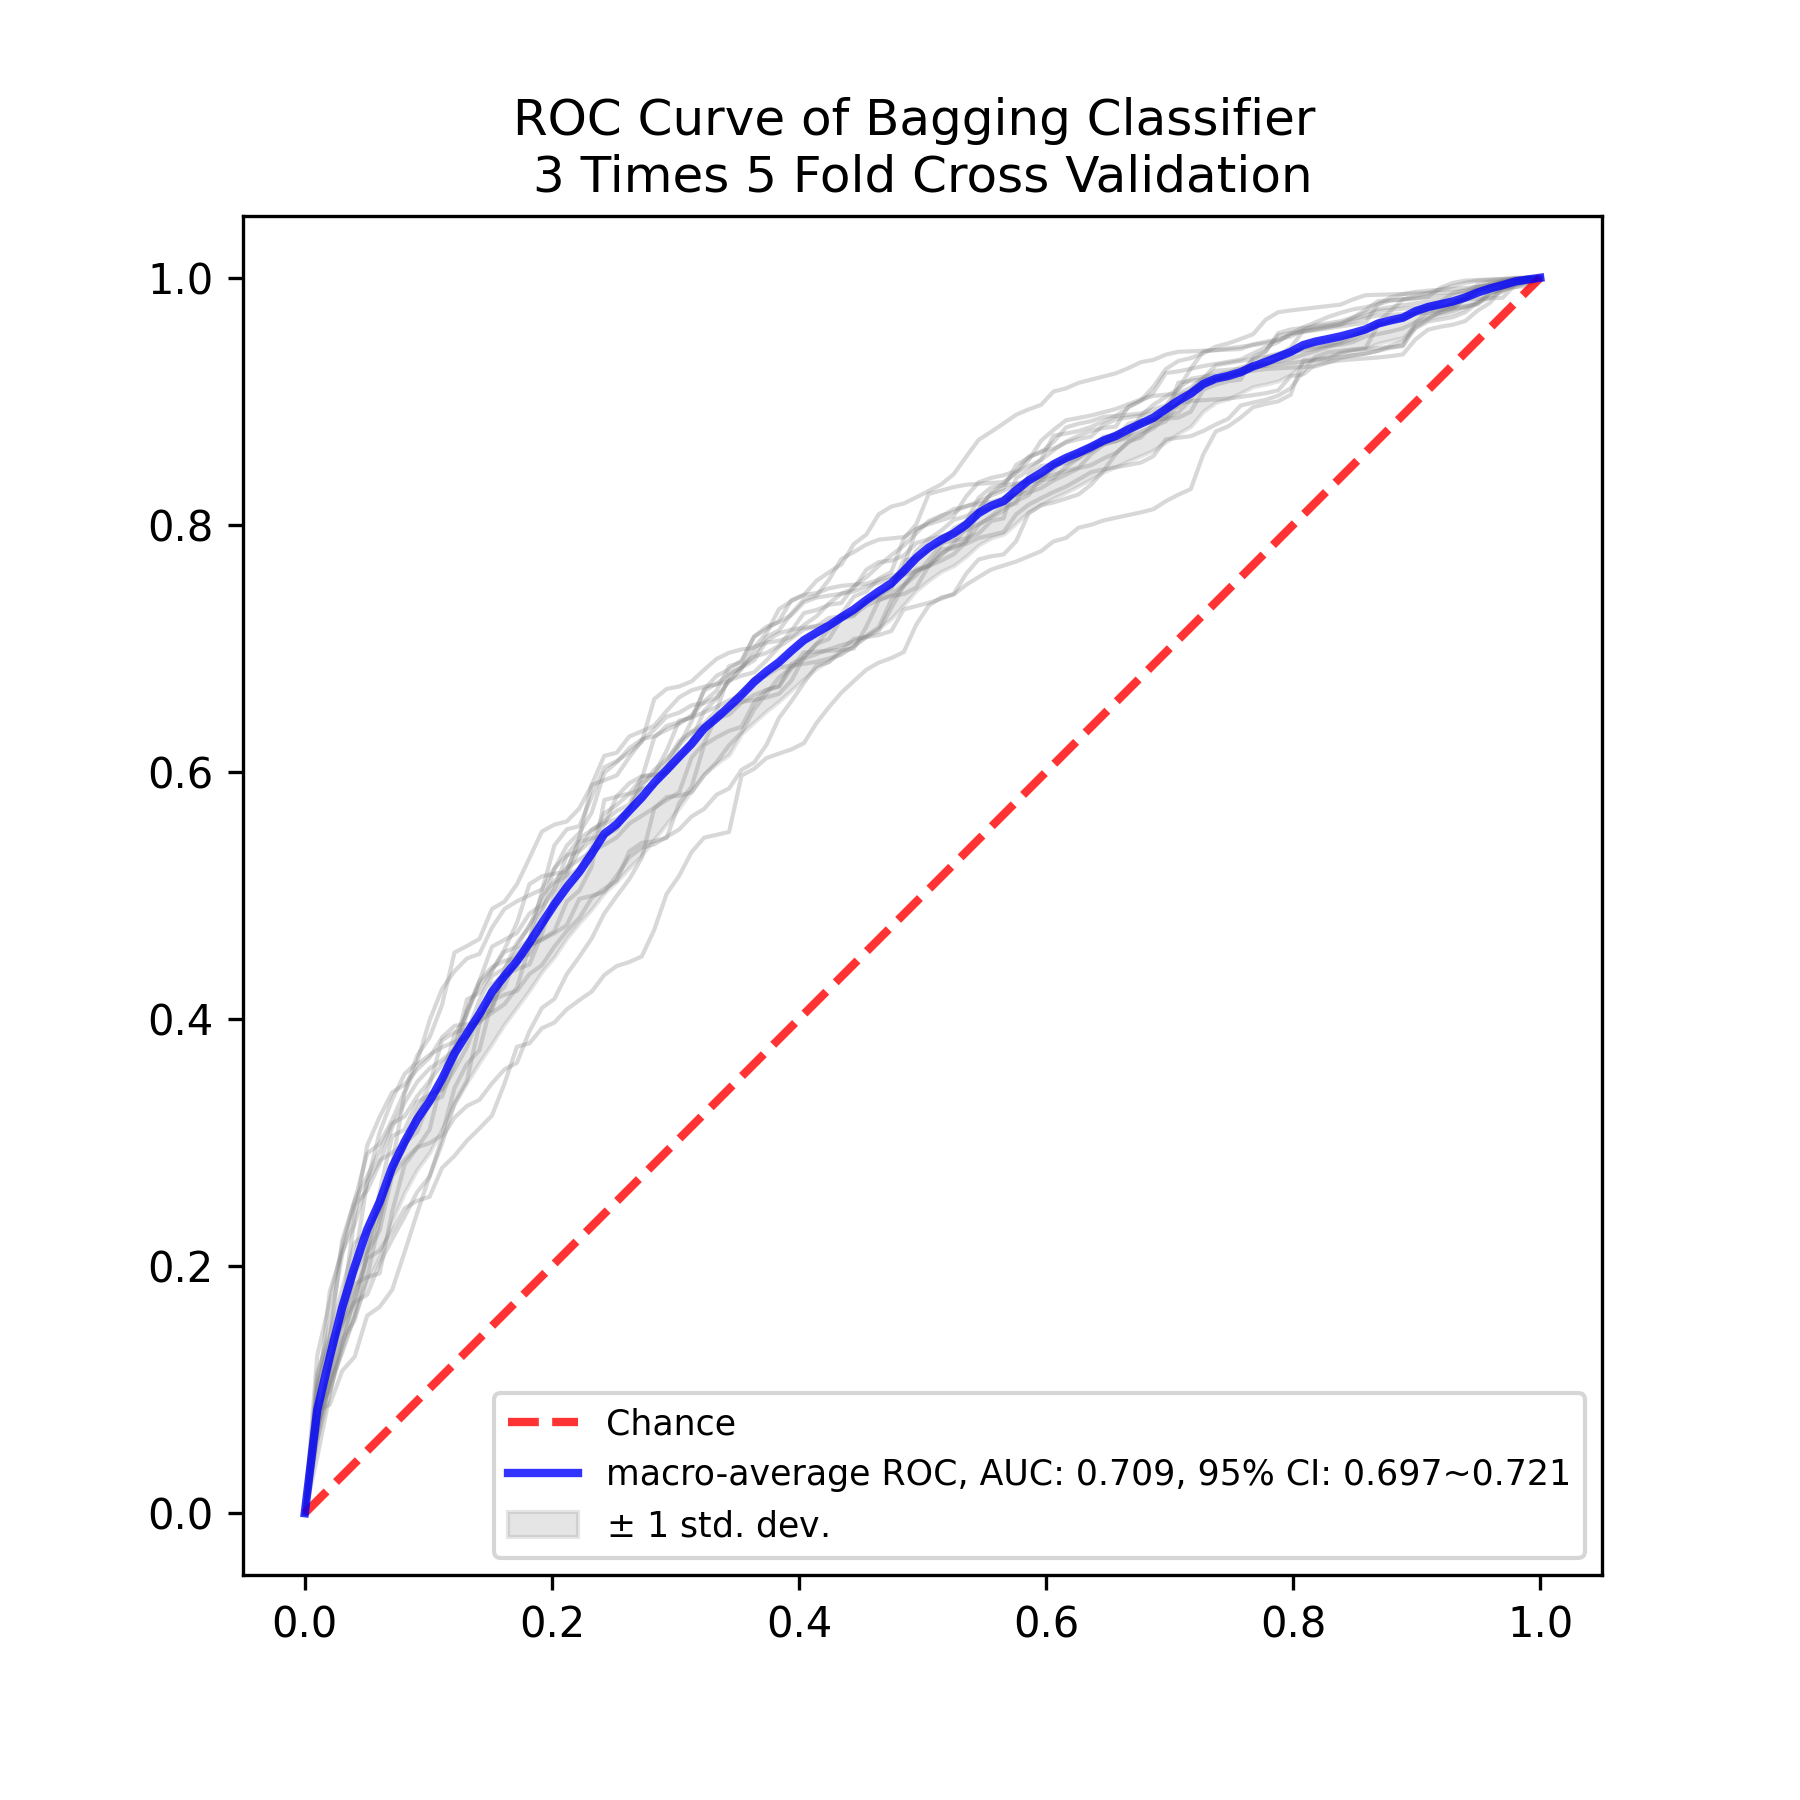 ROC Curve of Bagging Classifier
3 Times 5 Fold Cross Validation
1.0
0.8
0.6
0.4
0.2
0.0
Chance
macro-average ROC, AUC: 0.709, 95% CI: 0.697~0.721
± 1 std. dev.
0.0 0.2 0.4 0.6 0.8 1.0